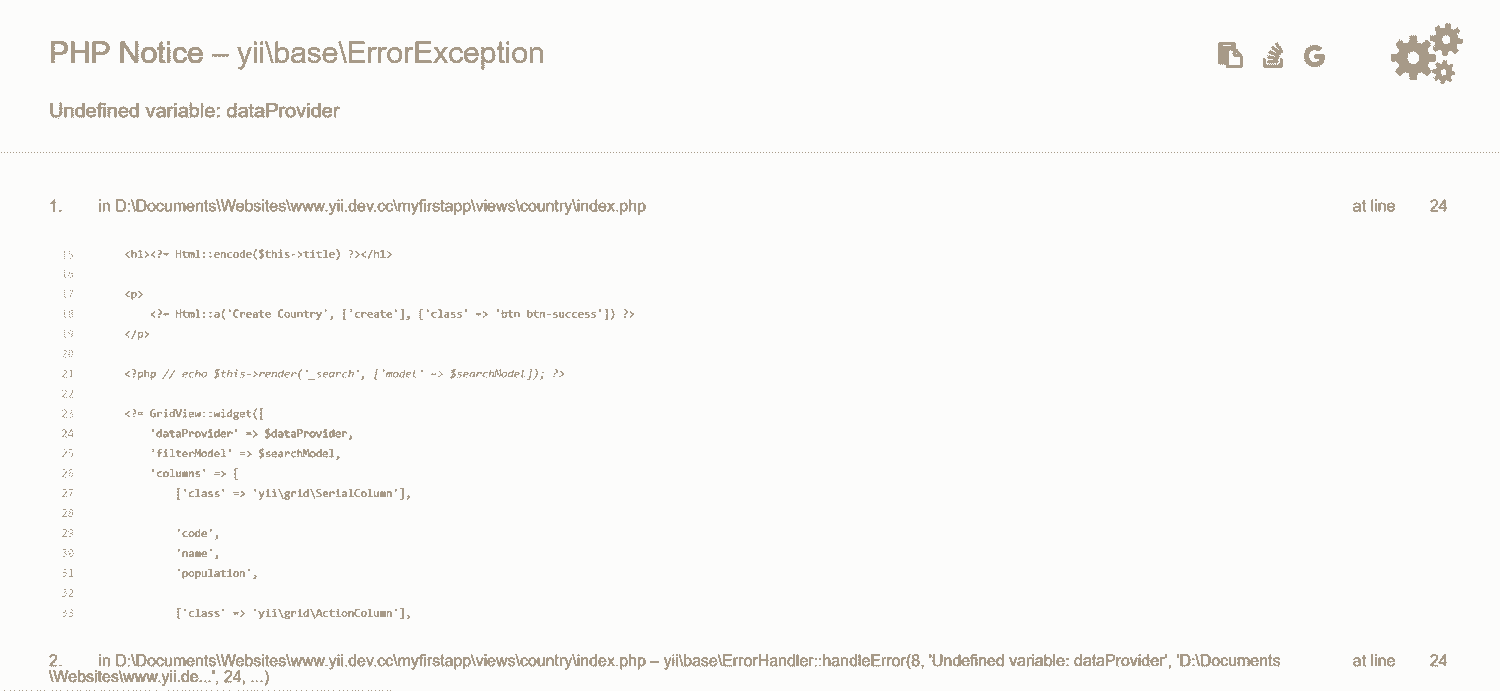 PHP Notice – yii\base\ErrorException
Undefined variable: dataProvider
1. in D:\Documents\Websites\www.yii.dev.cc\myfirstapp\views\country\index.php at line 24
15 <h1><?= Html::encode($this->title) ?></h1>
16
17 <p>
18 <?= Html::a('Create Country', ['create'], ['class' => 'btn btn-success']) ?>
19 </p>
20
21 <?php // echo $this->render('_search', ['model' => $searchModel]); ?>
22
23 <?= GridView::widget([
24 'dataProvider' => $dataProvider,
25 'filterModel' => $searchModel,
26 'columns' => [
27 ['class' => 'yii\grid\SerialColumn'],
28
29 'code',
30 'name',
31 'population',
32
33 ['class' => 'yii\grid\ActionColumn'],
2. in D:\Documents\Websites\www.yii.dev.cc\myfirstapp\views\country\index.php – yii\base\ErrorHandler::handleError(8, 'Undefined variable: dataProvider', 'D:\Documents at line 24
\Websites\www.yii.de...', 24, ...)